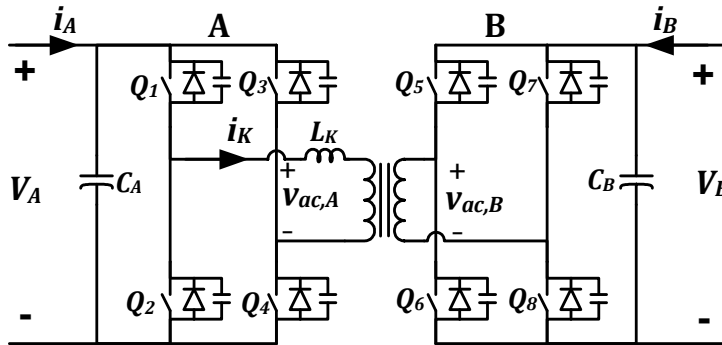 i_A A B i_B
+ + 
Q_1 Q_3 Q_5 Q_7
i_K L_K
V_A C_A + v_ac,A + v_ac,B C_B V_B
- -
Q_2 Q_4 Q_6 Q_8
- -